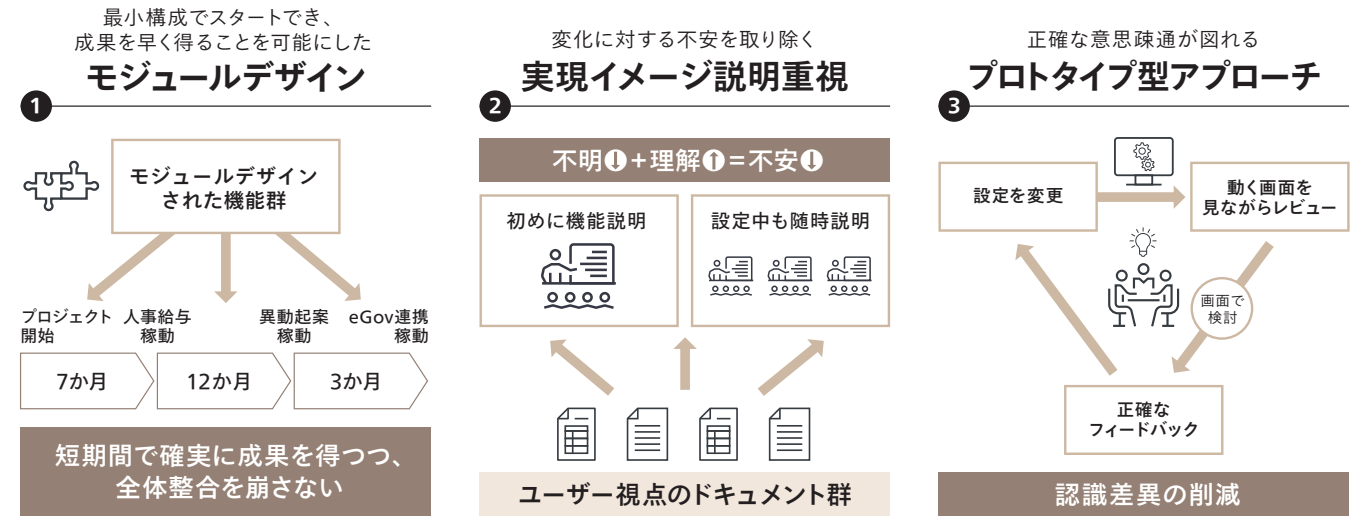 最小構成でスタートでき、
成果を早く得ることを可能にした
モジュールデザイン
1
モジュールデザイン
された機能群
プロジェクト
開始
人事給与
稼動
異動起案
稼動
eGov連携
稼動
7か月
12か月
3か月
短期間で確実に成果を得つつ、
全体整合を崩さない
変化に対する不安を取り除く
実現イメージ説明重視
2
不明⬇+理解⬆=不安⬇
初めに機能説明
設定中も随時説明
ユーザー視点のドキュメント群
正確な意思疎通が図れる
プロトタイプ型アプローチ
3
設定を変更
動く画面を
見ながらレビュー
画面で
検討
正確な
フィードバック
認識差異の削減